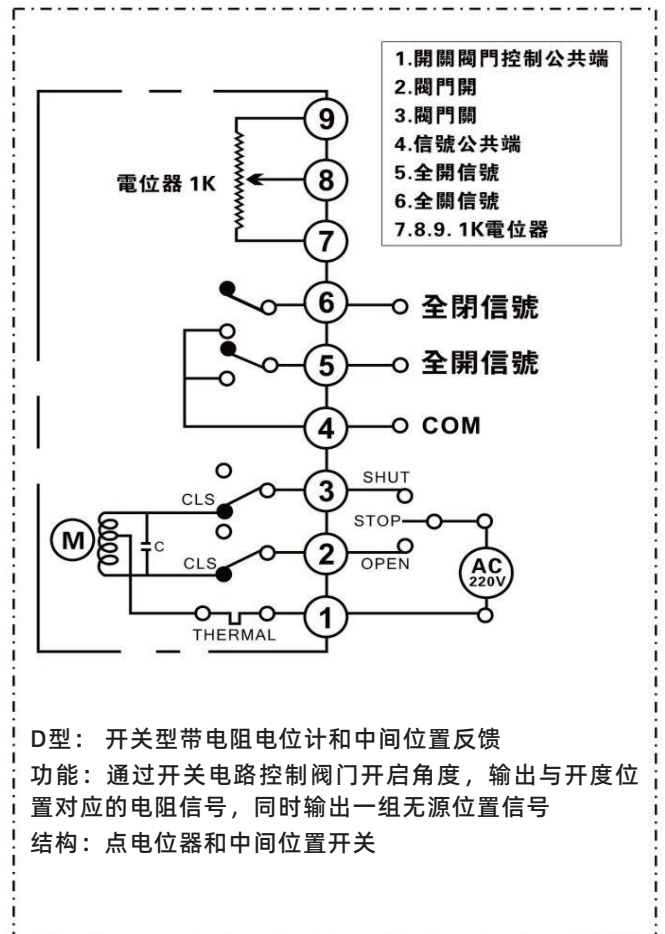 1.開關閥門控制公共端
2.閥門開
3.閥門關
4.信號公共端
5.全開信號
6.全關信號
7.8.9. 1K電位器
9
電位器 1K
8
7
6 全閉信號
5 全開信號
4 COM
CLS 3 SHUT
STOP
M C CLS 2 OPEN
AC
220V
THERMAL 1
D型： 开关型带电阻电位计和中间位置反馈
功能：通过开关电路控制阀门开启角度，输出与开度位
置对应的电阻信号，同时输出一组无源位置信号
结构：点电位器和中间位置开关